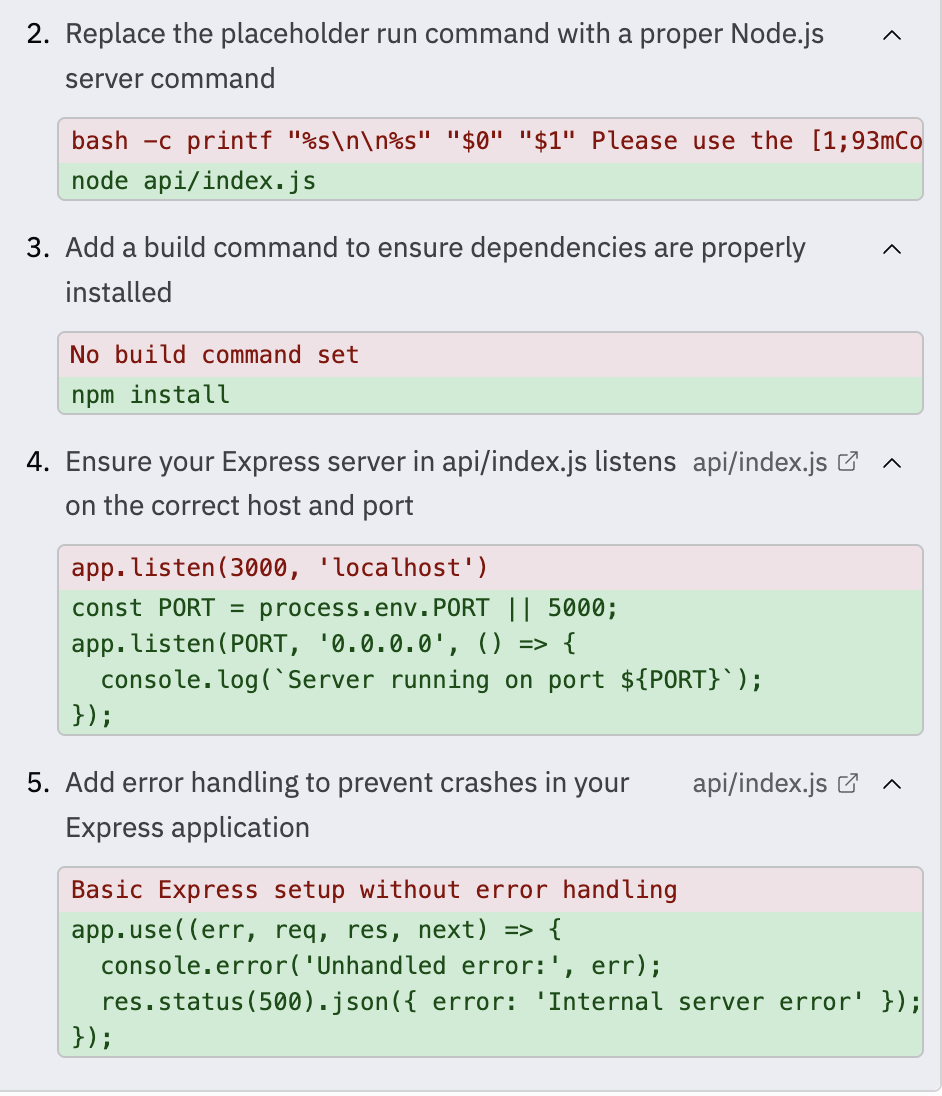 2. Replace the placeholder run command with a proper Node.js
server command
bash -c printf "%s\n\n%s" "$0" "$1" Please use the [1;93mCo
node api/index.js
3. Add a build command to ensure dependencies are properly
installed
No build command set
npm install
4. Ensure your Express server in api/index.js listens api/index.js
on the correct host and port
app.listen(3000, 'localhost')
const PORT = process.env.PORT || 5000;
app.listen(PORT, '0.0.0.0', () => {
  console.log(`Server running on port ${PORT}`);
});
5. Add error handling to prevent crashes in your api/index.js
Express application
Basic Express setup without error handling
app.use((err, req, res, next) => {
  console.error('Unhandled error:', err);
  res.status(500).json({ error: 'Internal server error' });
});